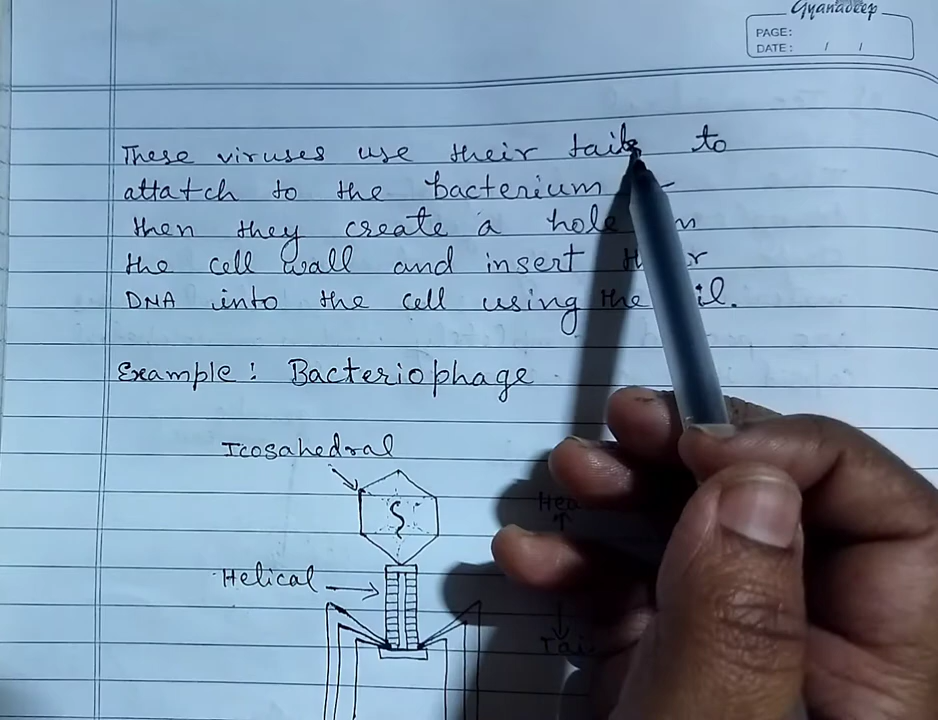 Gyanadeep
PAGE:
DATE: / /
These viruses use their tails to
attatch to the bacterium
then they create a hole
the cell wall and insert
DNA into the cell using the
Example: Bacteriophage
Icosahedral
Helical